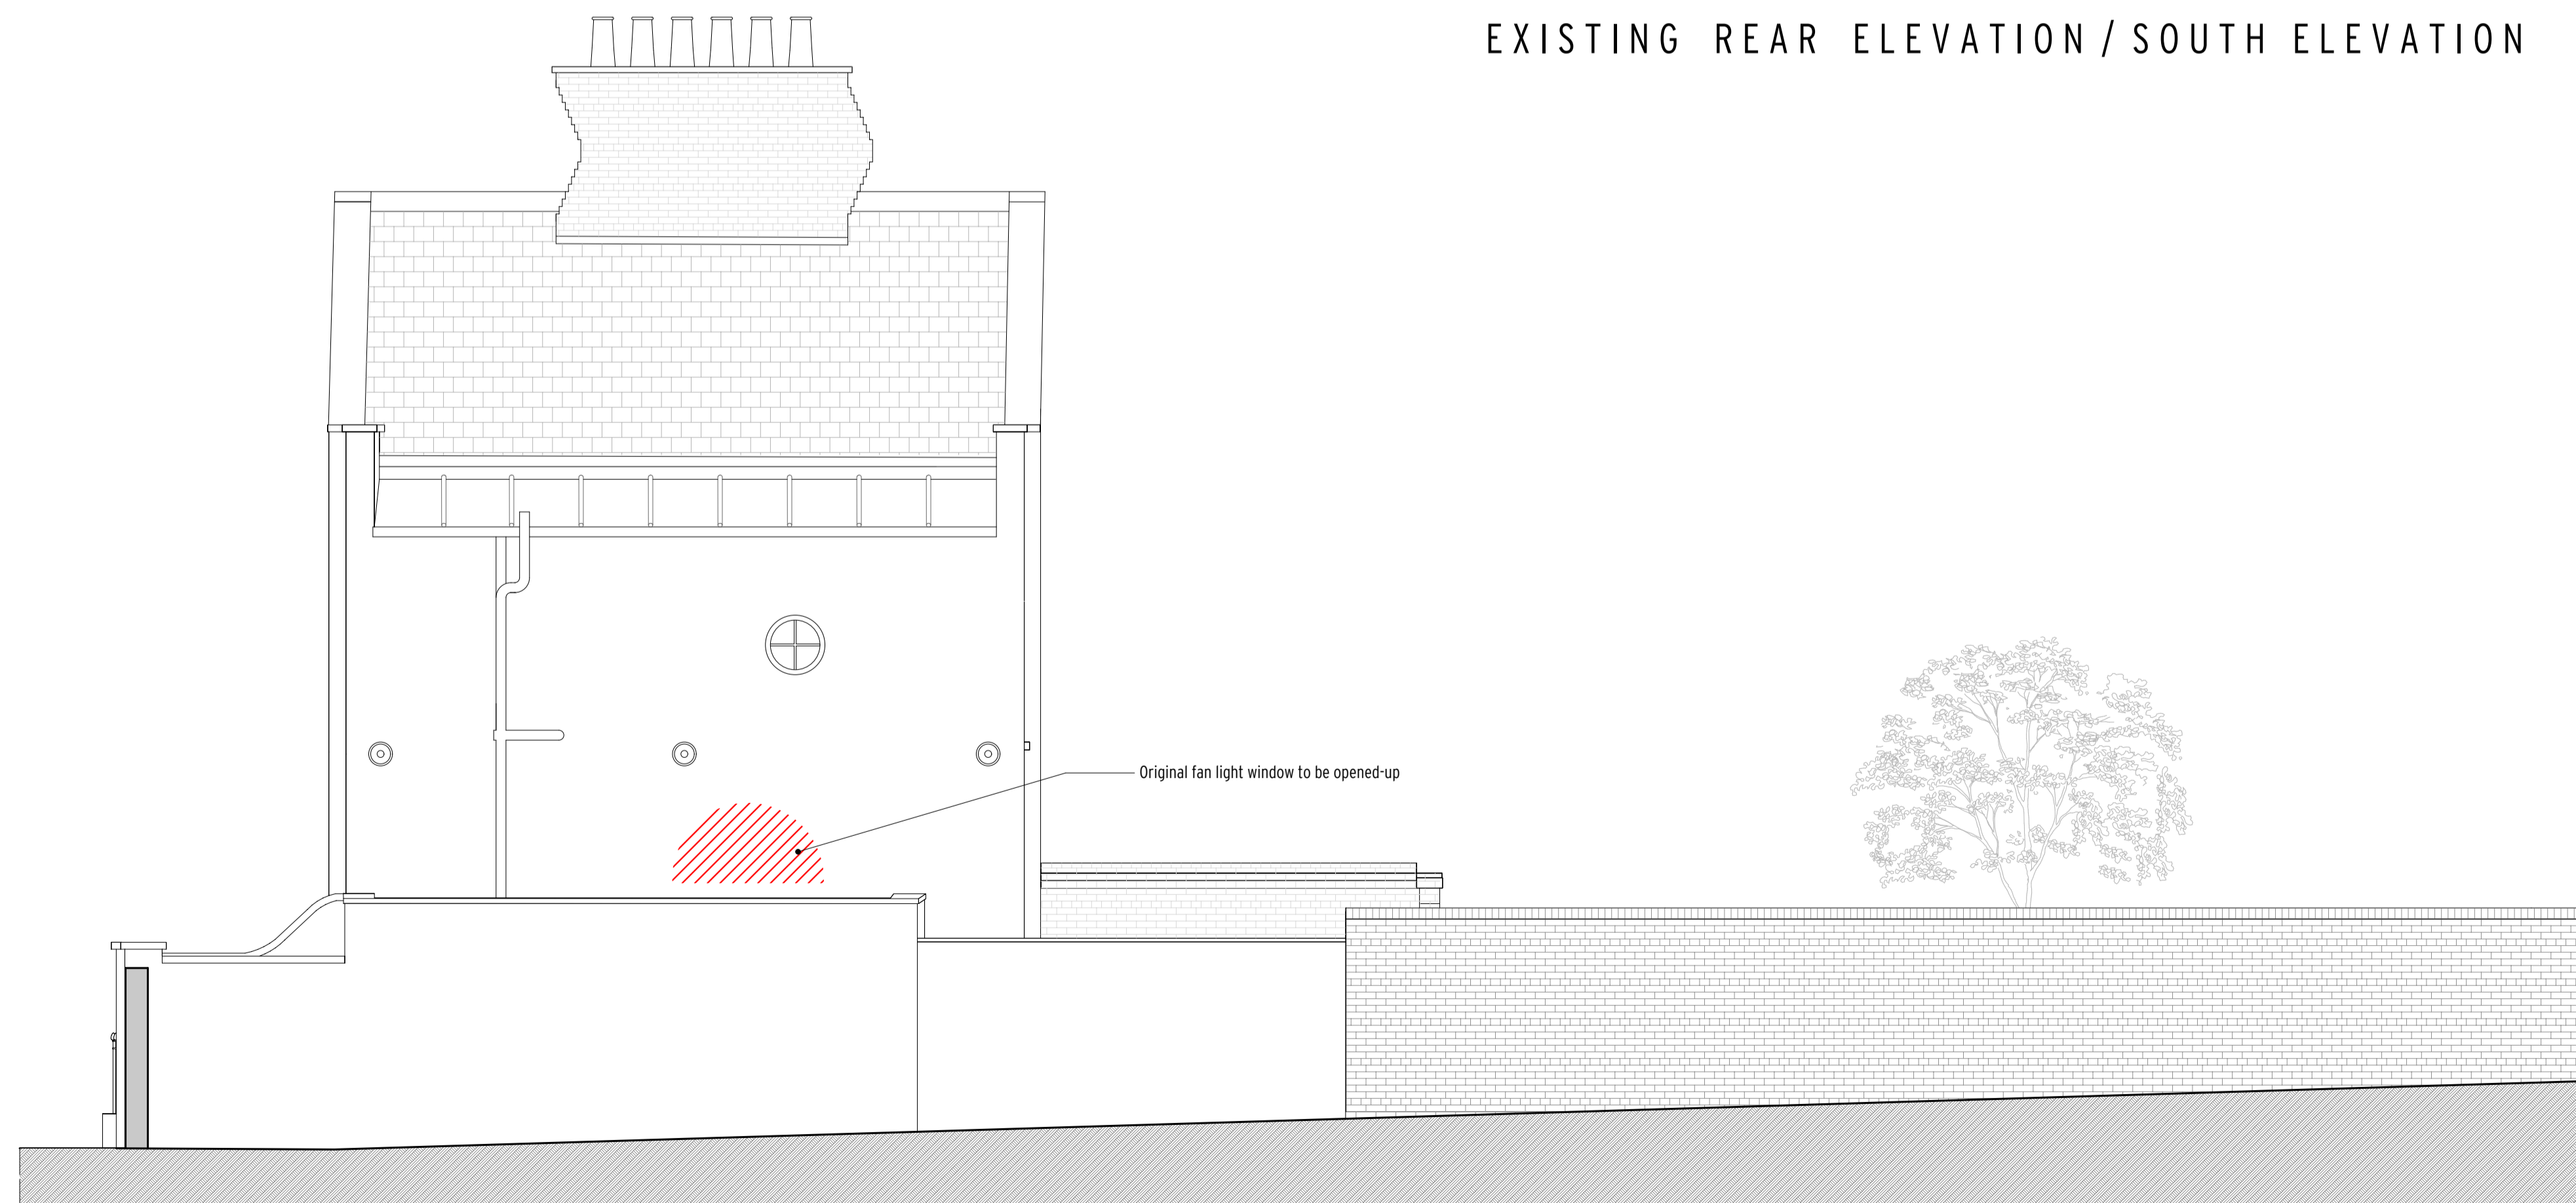 EXISTING REAR ELEVATION / SOUTH ELEVATION
Original fan light window to be opened-up